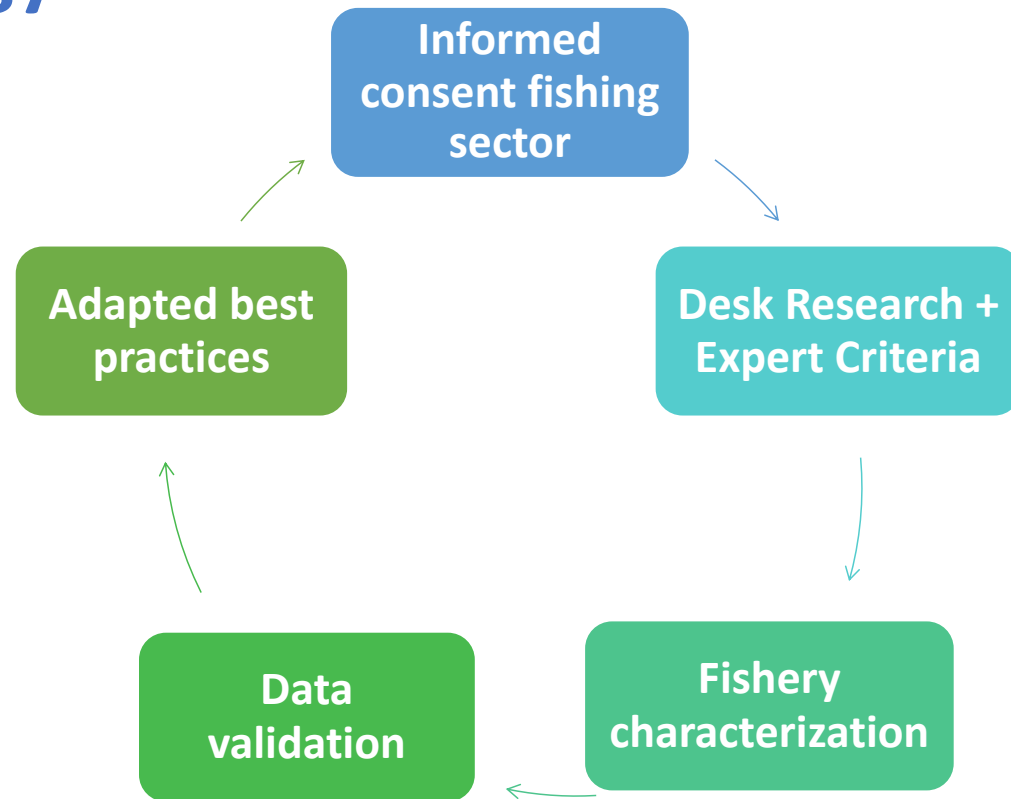 Informed
consent fishing
sector
Adapted best
practices
Desk Research +
Expert Criteria
Data
validation
Fishery
characterization